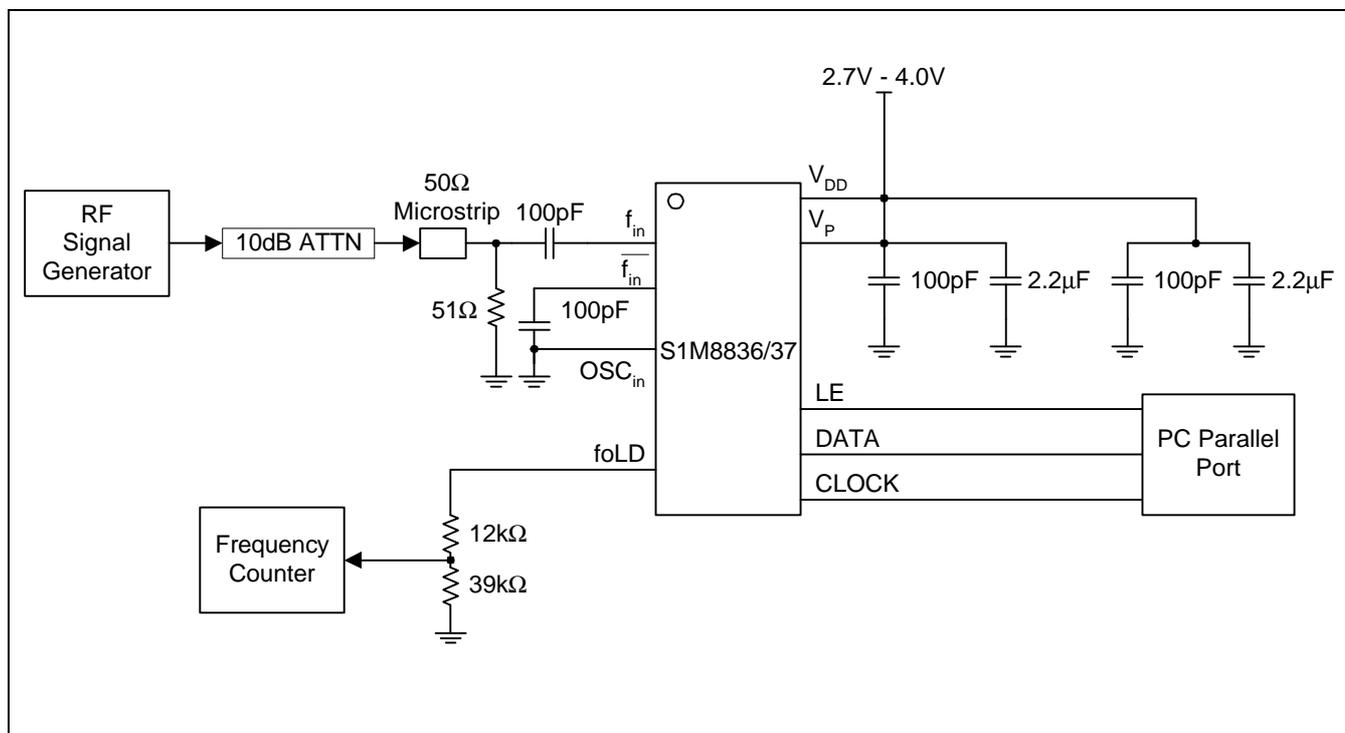 2.7V - 4.0V
RF
Signal
Generator
10dB ATTN
50Ω
Microstrip
100pF
51Ω
f_in
f̅_in̅
100pF
OSC_in
S1M8836/37
V_DD
V_P
100pF
2.2µF
100pF
2.2µF
LE
DATA
CLOCK
PC Parallel
Port
foLD
12kΩ
39kΩ
Frequency
Counter